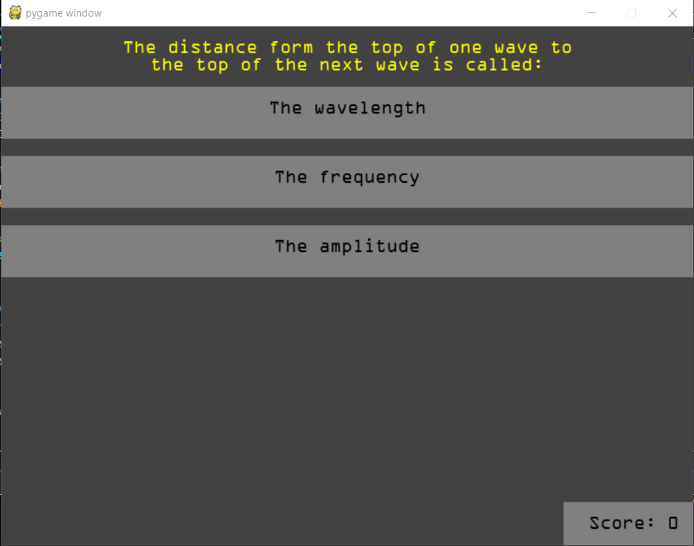 pygame window
The distance form the top of one wave to
the top of the next wave is called:
The wavelength
The frequency
The amplitude
Score: 0